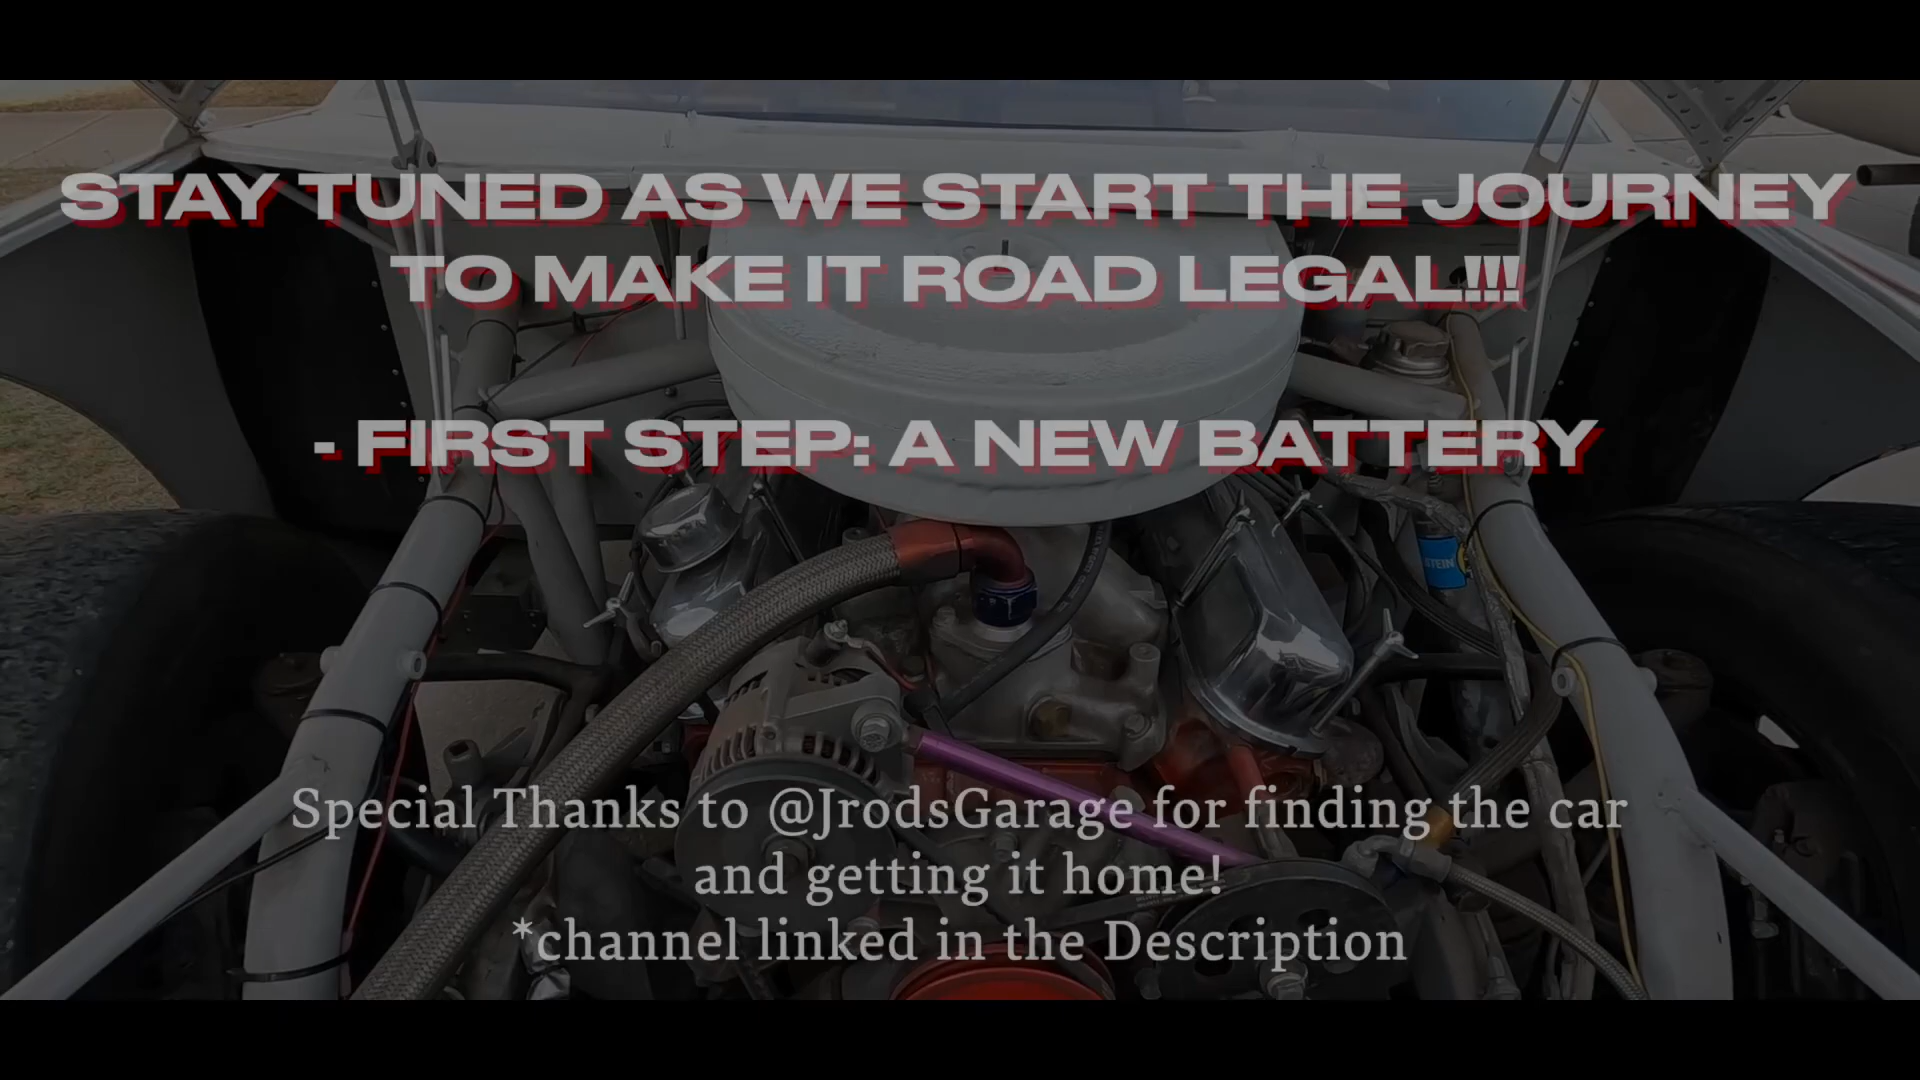 STAY TUNED AS WE START THE JOURNEY
TO MAKE IT ROAD LEGAL!!!
- FIRST STEP: A NEW BATTERY
STEIN
Special Thanks to @JrodsGarage for finding the car
and getting it home!
*channel linked in the Description